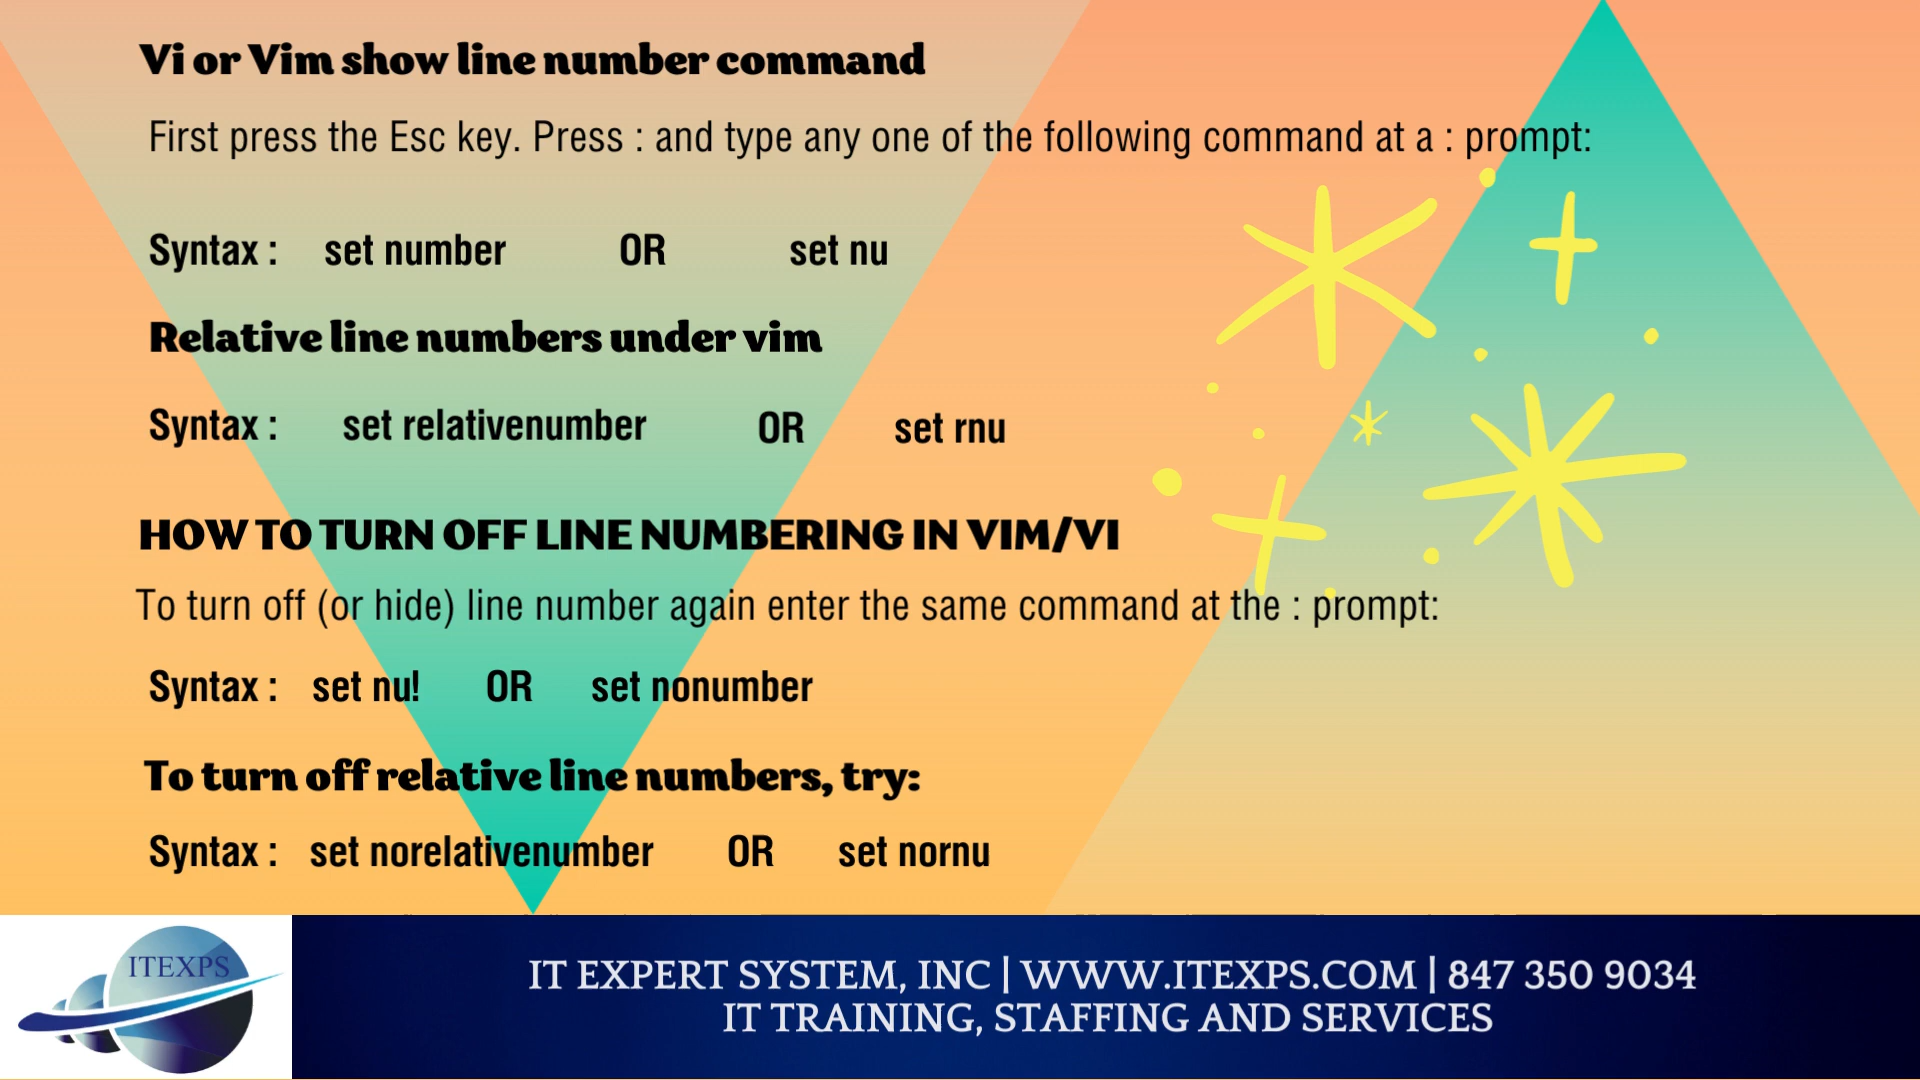 Vi or Vim show line number command
First press the Esc key. Press : and type any one of the following command at a : prompt:
Syntax : set number OR set nu
Relative line numbers under vim
Syntax : set relativenumber OR set rnu
HOW TO TURN OFF LINE NUMBERING IN VIM/VI
To turn off (or hide) line number again enter the same command at the : prompt:
Syntax : set nu! OR set nonumber
To turn off relative line numbers, try:
Syntax : set norelativenumber OR set nornu
ITEXPS
IT EXPERT SYSTEM, INC | WWW.ITEXPS.COM | 847 350 9034
IT TRAINING, STAFFING AND SERVICES